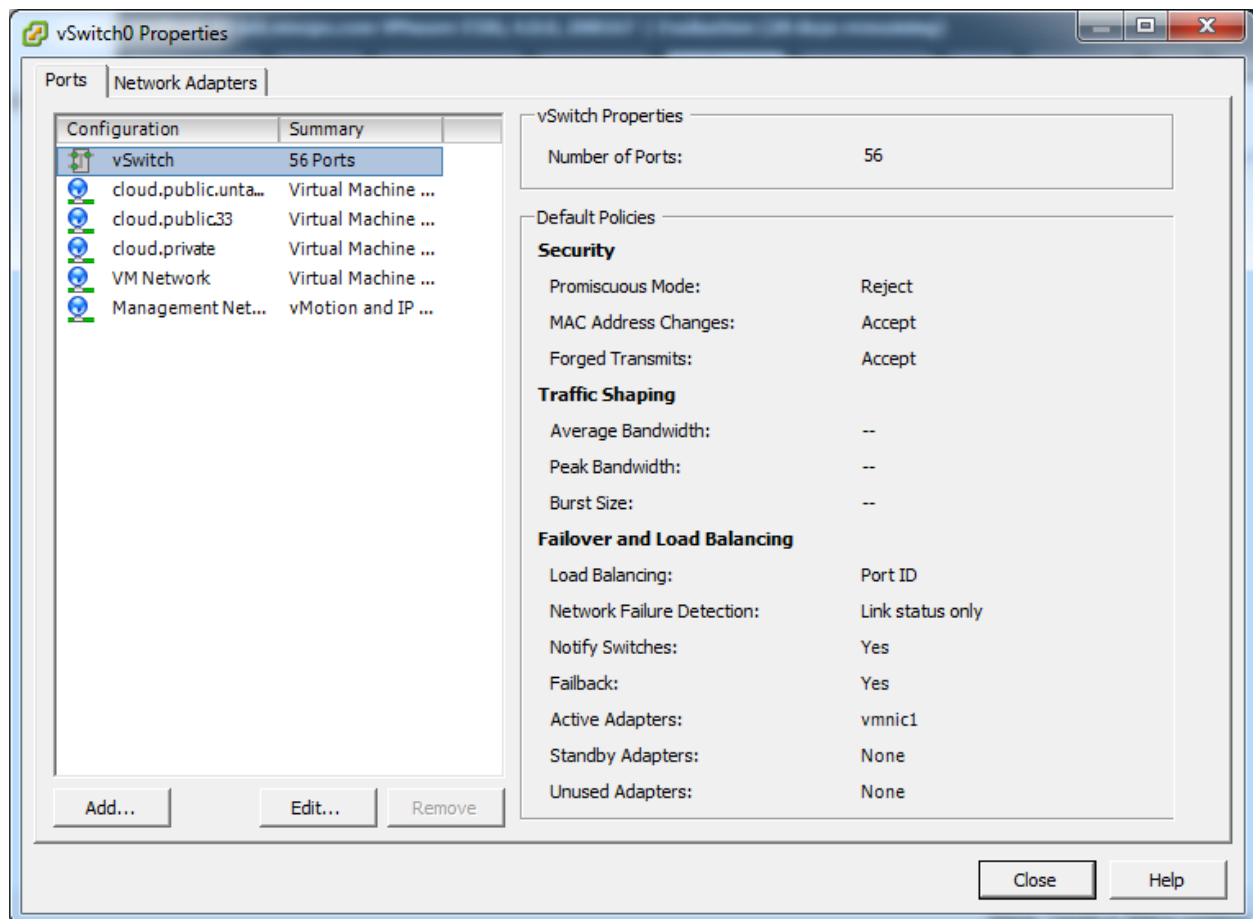 vSwitch0 Properties
Ports
Network Adapters
Configuration Summary
vSwitch 56 Ports
cloud.public.unta... Virtual Machine ...
cloud.public.33 Virtual Machine ...
cloud.private Virtual Machine ...
VM Network Virtual Machine ...
Management Net... vMotion and IP ...
Add...
Edit...
Remove
vSwitch Properties
Number of Ports: 56
Default Policies
Security
Promiscuous Mode: Reject
MAC Address Changes: Accept
Forged Transmits: Accept
Traffic Shaping
Average Bandwidth: --
Peak Bandwidth: --
Burst Size: --
Failover and Load Balancing
Load Balancing: Port ID
Network Failure Detection: Link status only
Notify Switches: Yes
Failback: Yes
Active Adapters: vmnic1
Standby Adapters: None
Unused Adapters: None
Close
Help